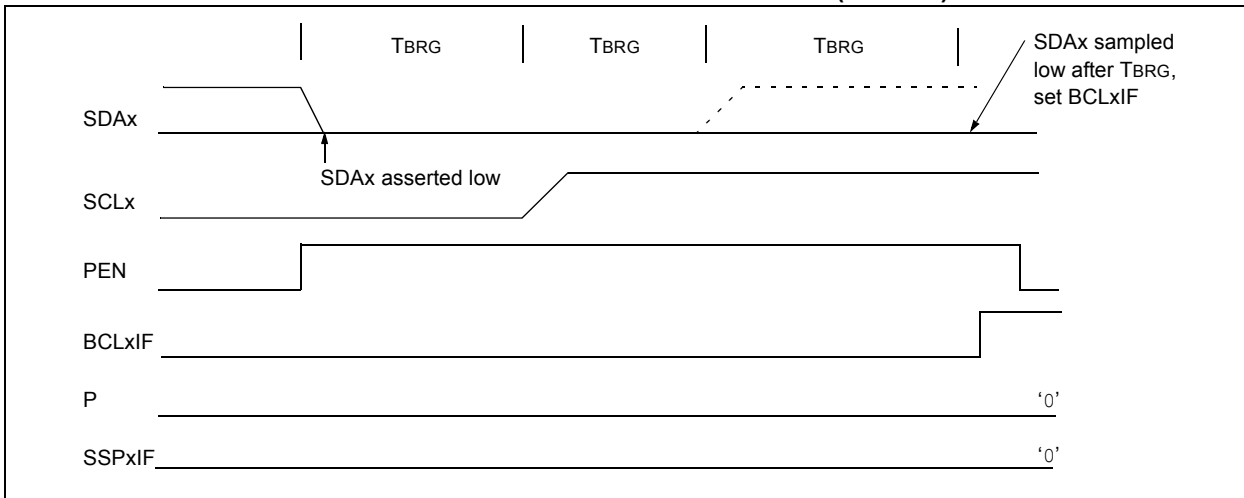 TBRG TBRG TBRG
SDAx sampled
low after TBRG,
set BCLxIF
SDAx
SDAx asserted low
SCLx
PEN
BCLxIF
P ‘0’
SSPxIF ‘0’